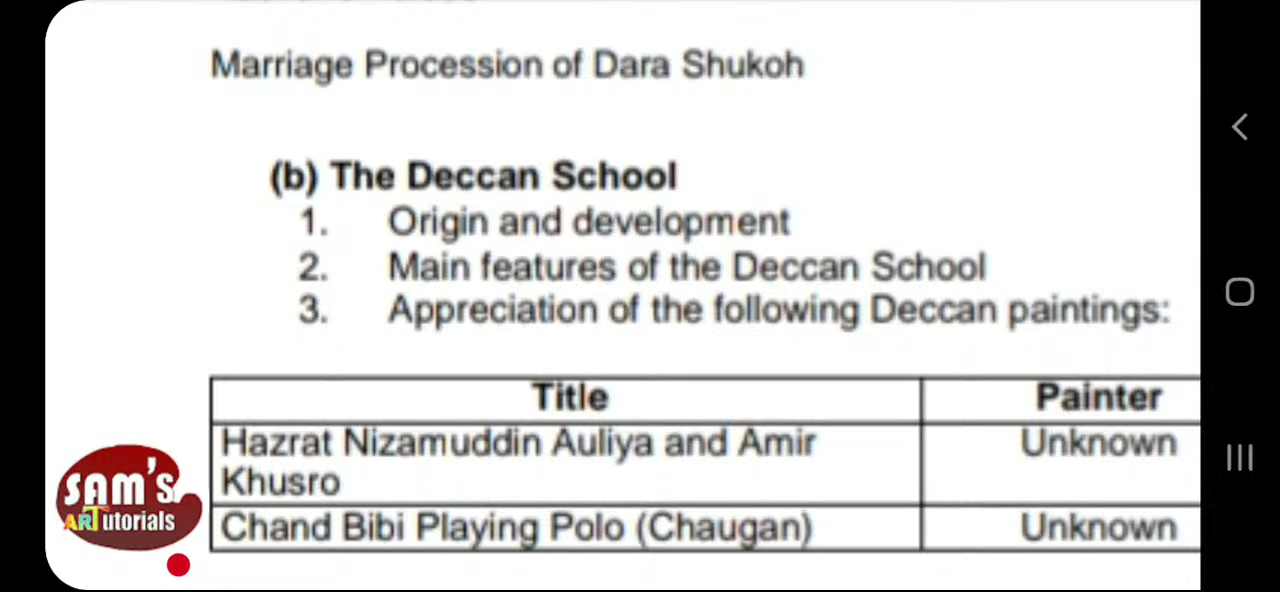 Marriage Procession of Dara Shukoh
(b) The Deccan School
1. Origin and development
2. Main features of the Deccan School
3. Appreciation of the following Deccan paintings:
Title Painter
Hazrat Nizamuddin Auliya and Amir Khusro Unknown
Chand Bibi Playing Polo (Chaugan) Unknown
SAM'S
ARTutorials